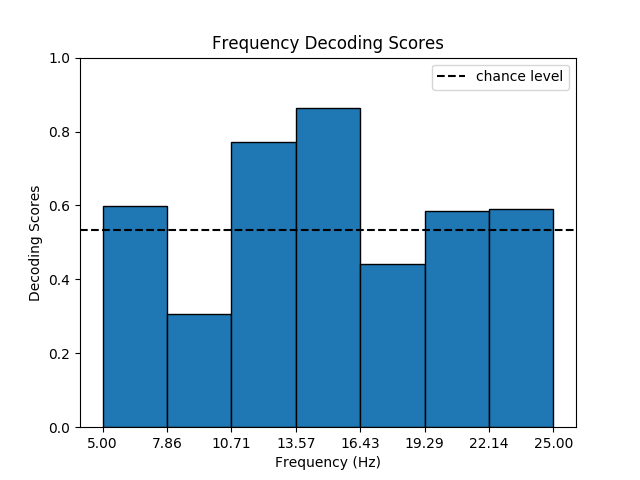 Frequency Decoding Scores
chance level
Decoding Scores
1.0
0.8
0.6
0.4
0.2
0.0
5.00 7.86 10.71 13.57 16.43 19.29 22.14 25.00
Frequency (Hz)